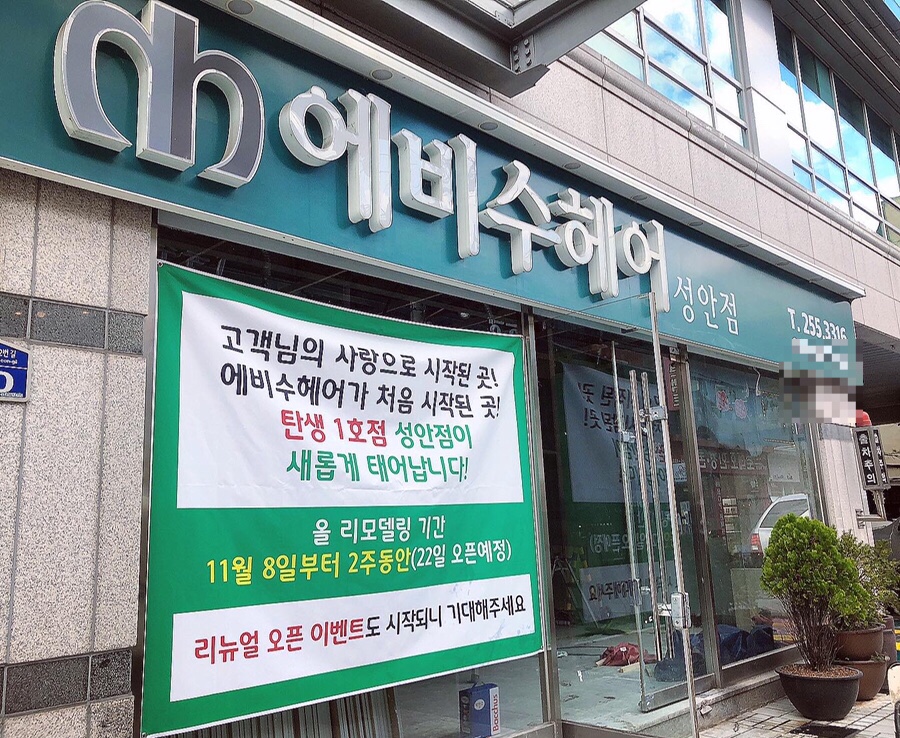 에비수헤어 성안점
T. 255.3316
고객님의 사랑으로 시작된 곳!
에비수헤어가 처음 시작된 곳!
탄생 1호점 성안점이
새롭게 태어납니다!
올 리모델링 기간
11월 8일부터 2주동안(22일 오픈예정)
리뉴얼 오픈 이벤트도 시작되니 기대해주세요
출차주의
Bacchus